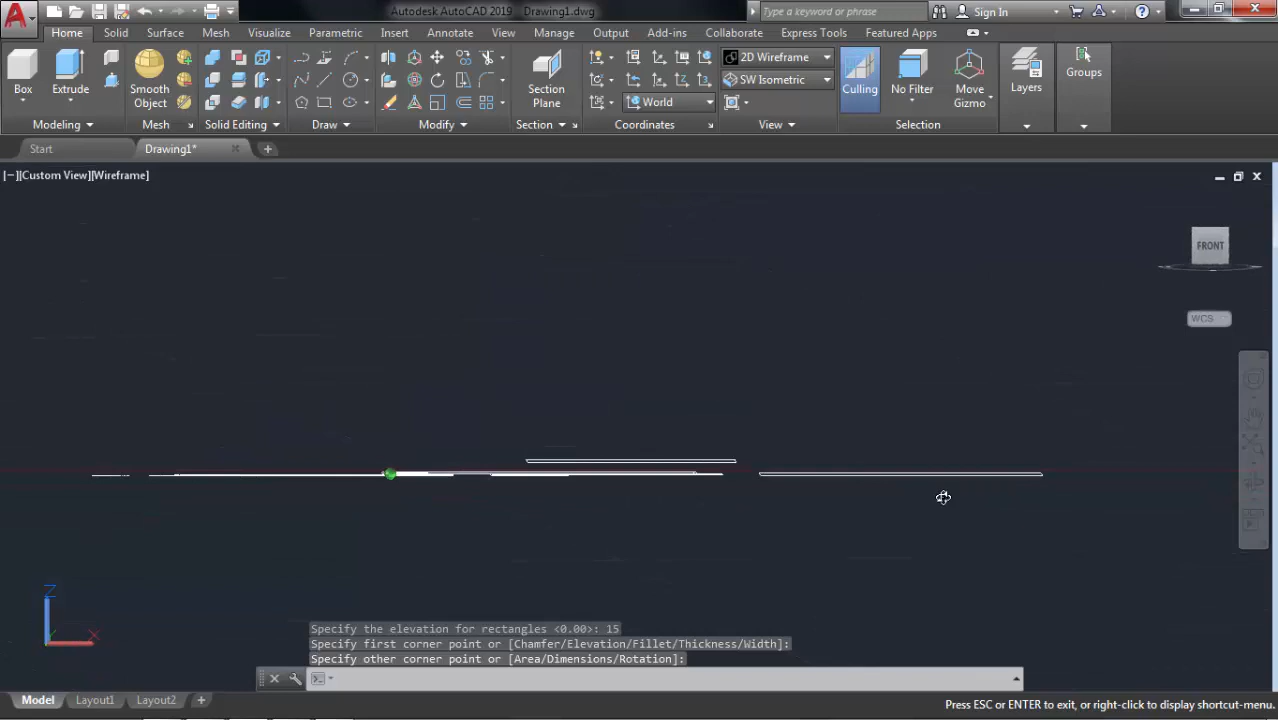 Autodesk AutoCAD 2019 Drawing1.dwg
Type a keyword or phrase
Sign In
Home Solid Surface Mesh Visualize Parametric Insert Annotate View Manage Output Add-ins Collaborate Express Tools Featured Apps
2D Wireframe
SW Isometric
World
Box Extrude Smooth Object Section Plane Culling No Filter Move Gizmo Layers Groups
Modeling Mesh Solid Editing Draw Modify Section Coordinates View Selection
Start Drawing1*
[−][Custom View][Wireframe]
FRONT
WCS
Z
X
Specify the elevation for rectangles <0.00>: 15
Specify first corner point or [Chamfer/Elevation/Fillet/Thickness/Width]:
Specify other corner point or [Area/Dimensions/Rotation]:
Model Layout1 Layout2
Press ESC or ENTER to exit, or right-click to display shortcut-menu.